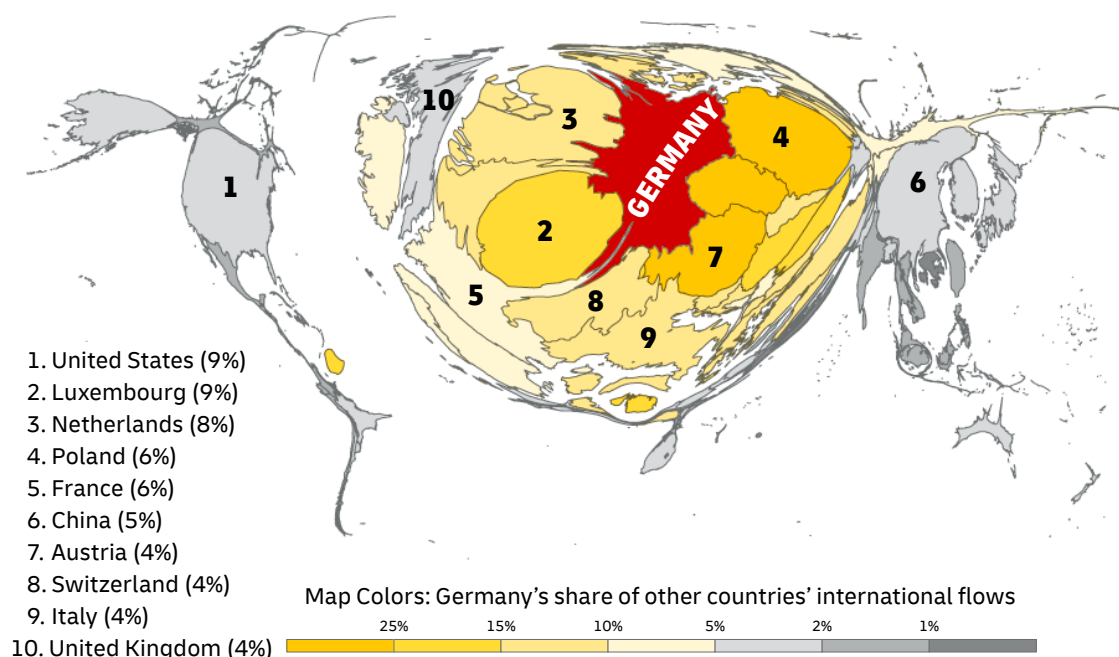 10
3
GERMANY
4
1
6
2
7
5
8
9
1. United States (9%)
2. Luxembourg (9%)
3. Netherlands (8%)
4. Poland (6%)
5. France (6%)
6. China (5%)
7. Austria (4%)
8. Switzerland (4%)
9. Italy (4%)
10. United Kingdom (4%)
Map Colors: Germany’s share of other countries’ international flows
25% 15% 10% 5% 2% 1%